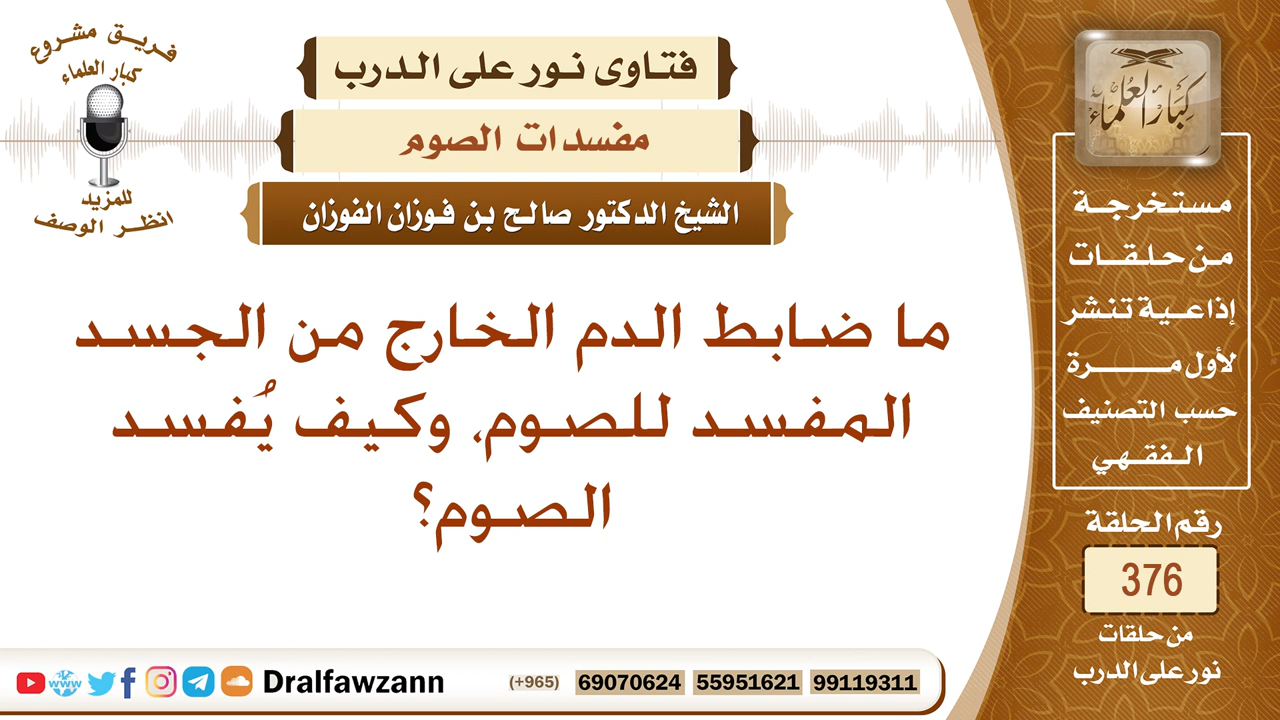 فريق مشروع
كبار العلماء
للمزيد
انظر الوصف
فتاوى نور على الدرب
مفسدات الصوم
الشيخ الدكتور صالح بن فوزان الفوزان
ما ضابط الدم الخارج من الجسد
المفسد للصوم، وكيف يُفسد
الصوم؟
كبار العلماء
مستخرجة
من حلقات
إذاعية تنشر
لأول مرة
حسب التصنيف
الفقهي
رقم الحلقة
376
من حلقات
نور على الدرب
www Dralfawzann (+965) 69070624 55951621 99119311